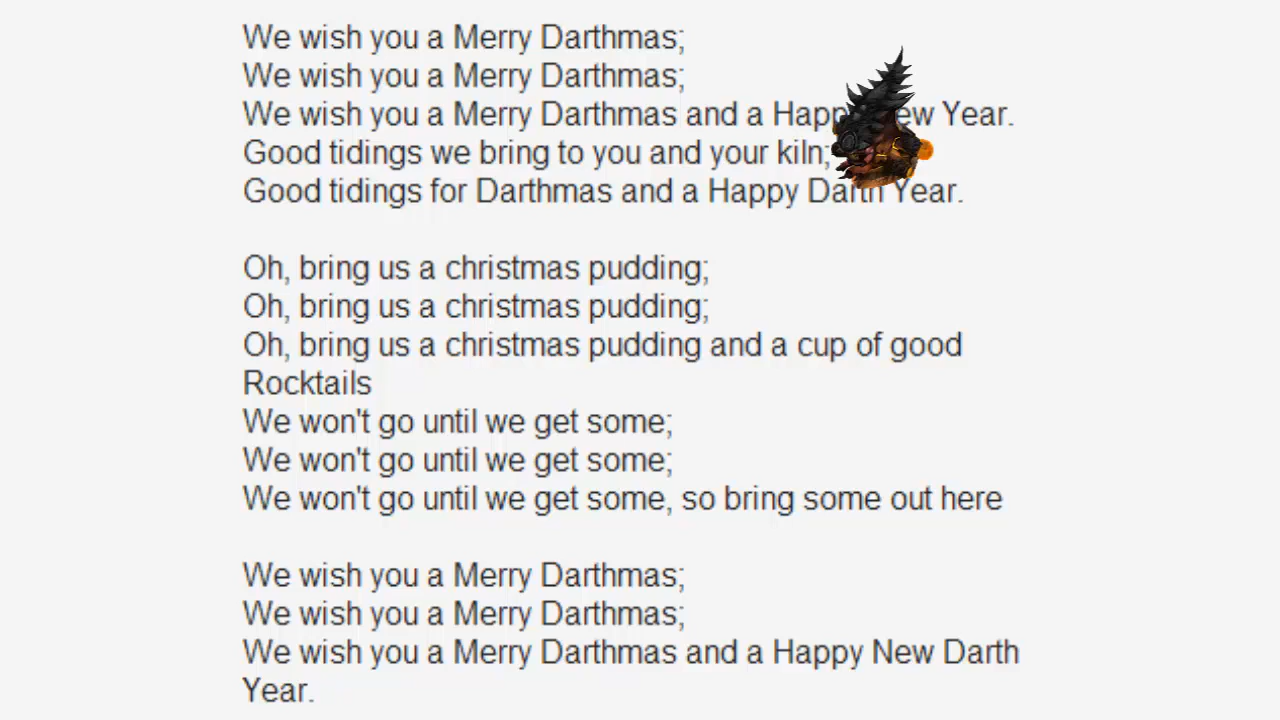 We wish you a Merry Darthmas;
We wish you a Merry Darthmas;
We wish you a Merry Darthmas and a Happy New Year.
Good tidings we bring to you and your kiln;
Good tidings for Darthmas and a Happy Darth Year.
Oh, bring us a christmas pudding;
Oh, bring us a christmas pudding;
Oh, bring us a christmas pudding and a cup of good
Rocktails
We won't go until we get some;
We won't go until we get some;
We won't go until we get some, so bring some out here
We wish you a Merry Darthmas;
We wish you a Merry Darthmas;
We wish you a Merry Darthmas and a Happy New Darth
Year.